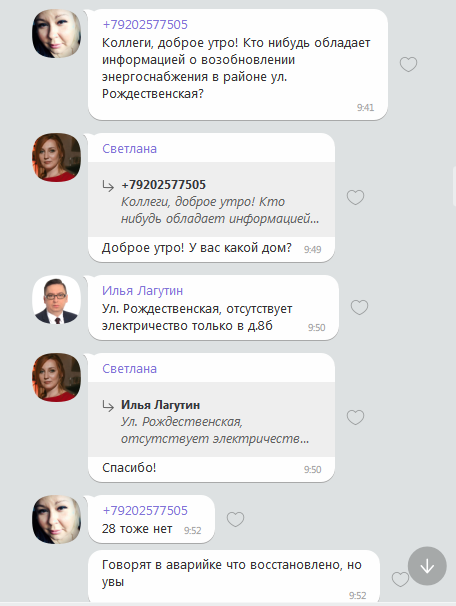 +79202577505
Коллеги, доброе утро! Кто нибудь обладает
информацией о возобновлении
энергоснабжения в районе ул.
Рождественская?
9:41
Светлана
+79202577505
Коллеги, доброе утро! Кто
нибудь обладает информацией...
Доброе утро! У вас какой дом?
9:49
Илья Лагутин
Ул. Рождественская, отсутствует
электричество только в д.8б
9:50
Светлана
Илья Лагутин
Ул. Рождественская,
отсутствует электричеств...
Спасибо!
9:50
+79202577505
28 тоже нет
9:52
Говорят в аварийке что восстановлено, но
увы
9:52